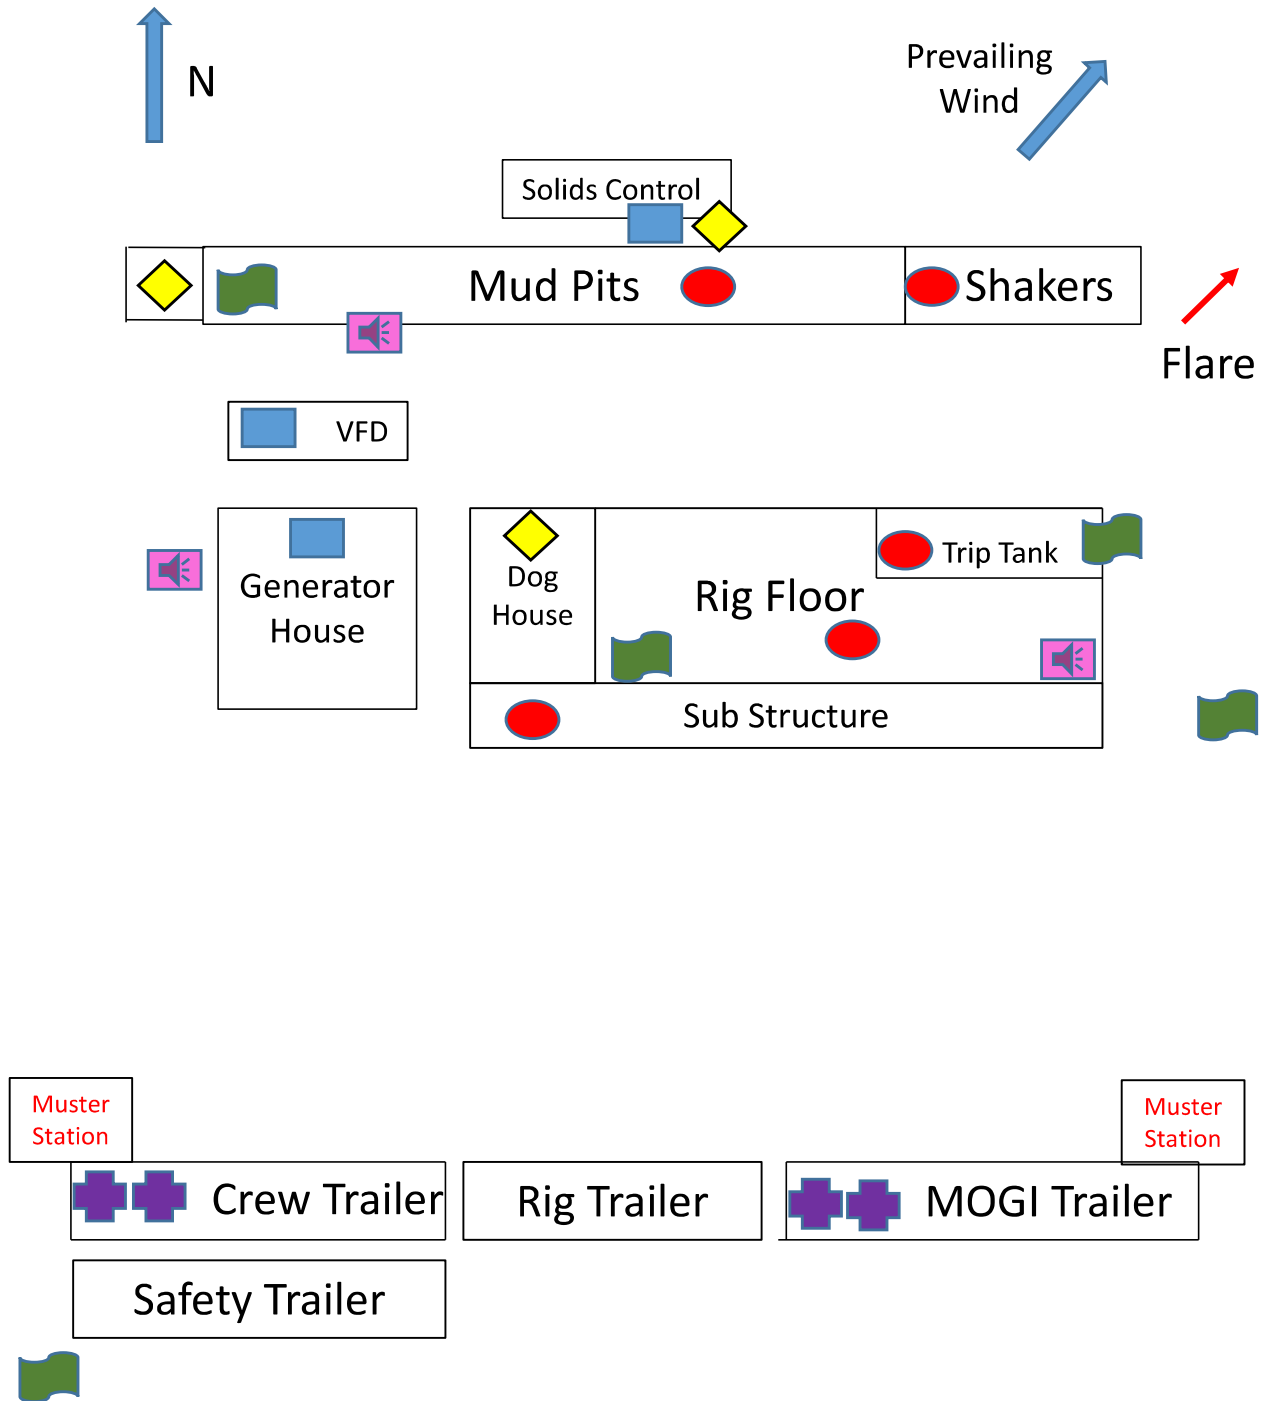 N
Prevailing
Wind
Solids Control
Mud Pits
Shakers
Flare
VFD
Generator
House
Dog
House
Rig Floor
Trip Tank
Sub Structure
Muster
Station
Muster
Station
Crew Trailer
Rig Trailer
MOGI Trailer
Safety Trailer